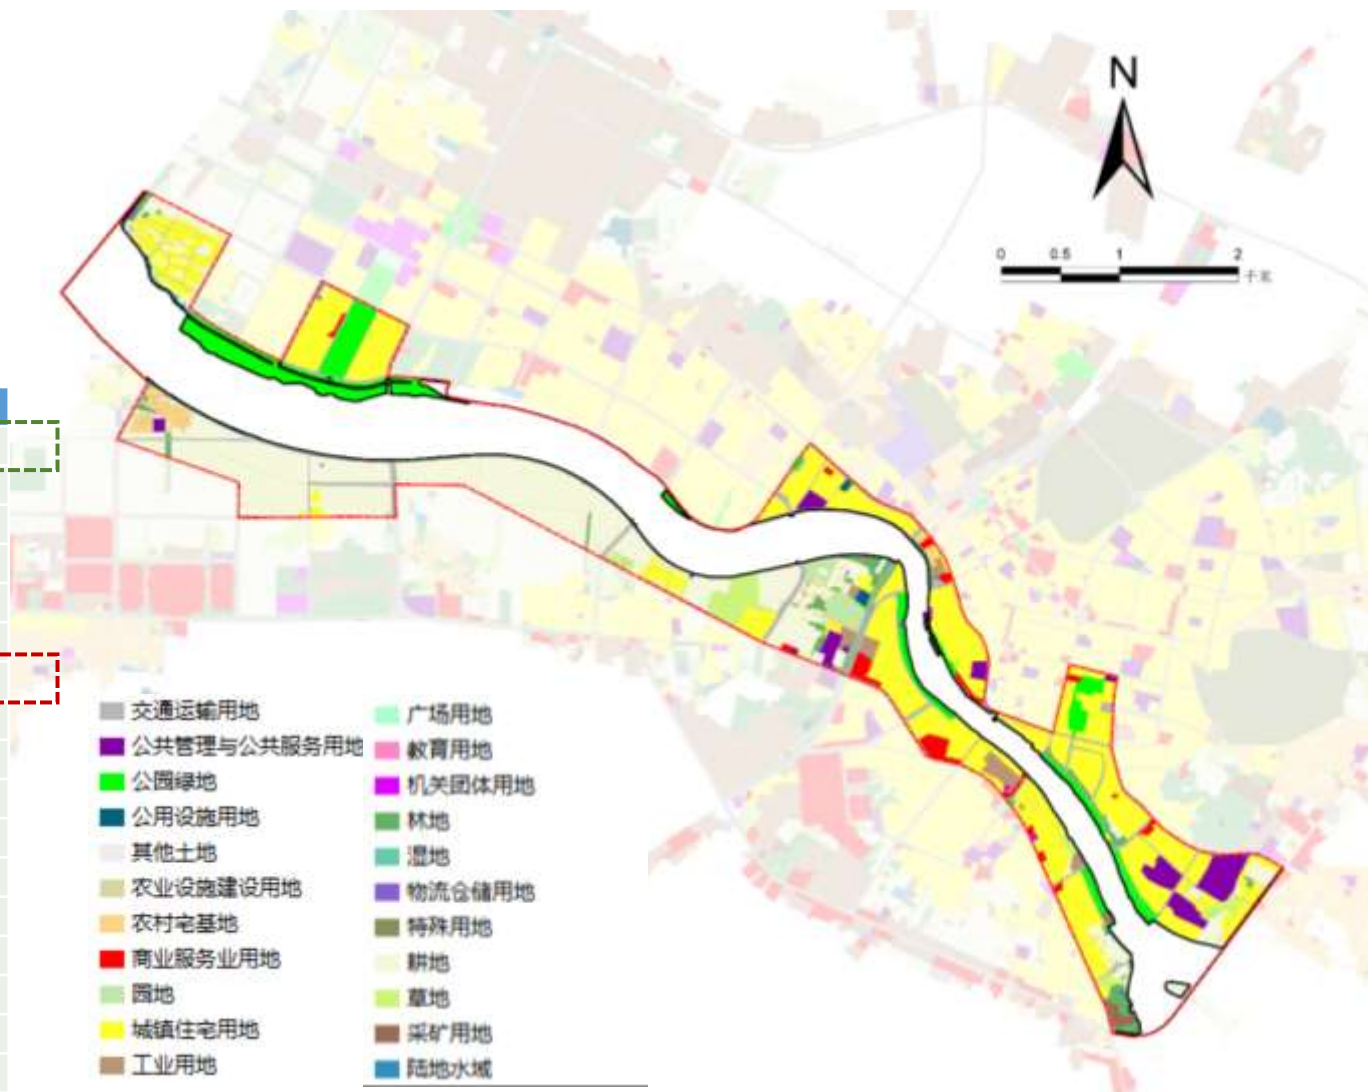 N
0 0.5 1 2
千米
交通运输用地
公共管理与公共服务用地
公园绿地
公用设施用地
其他土地
农业设施建设用地
农村宅基地
商业服务业用地
园地
城镇住宅用地
工业用地
广场用地
教育用地
机关团体用地
林地
湿地
物流仓储用地
特殊用地
耕地
草地
采矿用地
陆地水域